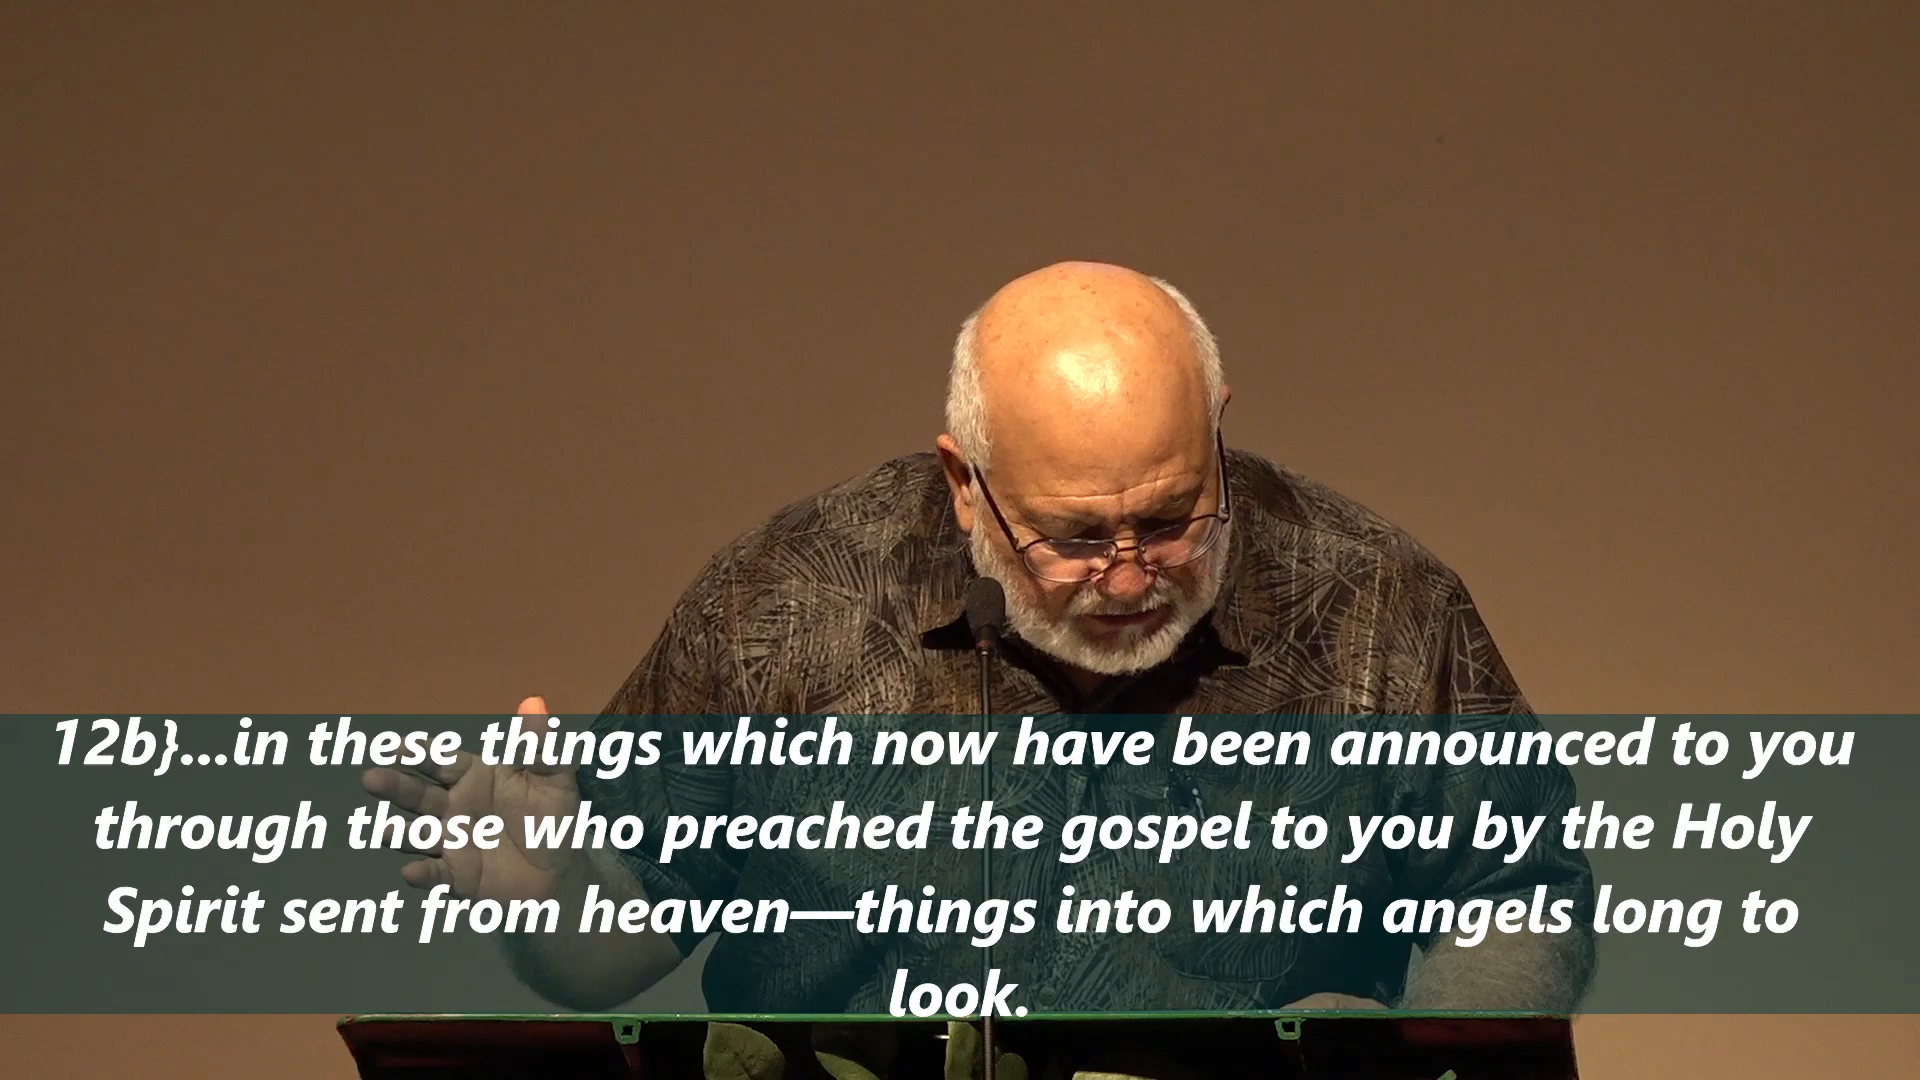 12b}...in these things which now have been announced to you
through those who preached the gospel to you by the Holy
Spirit sent from heaven—things into which angels long to
look.